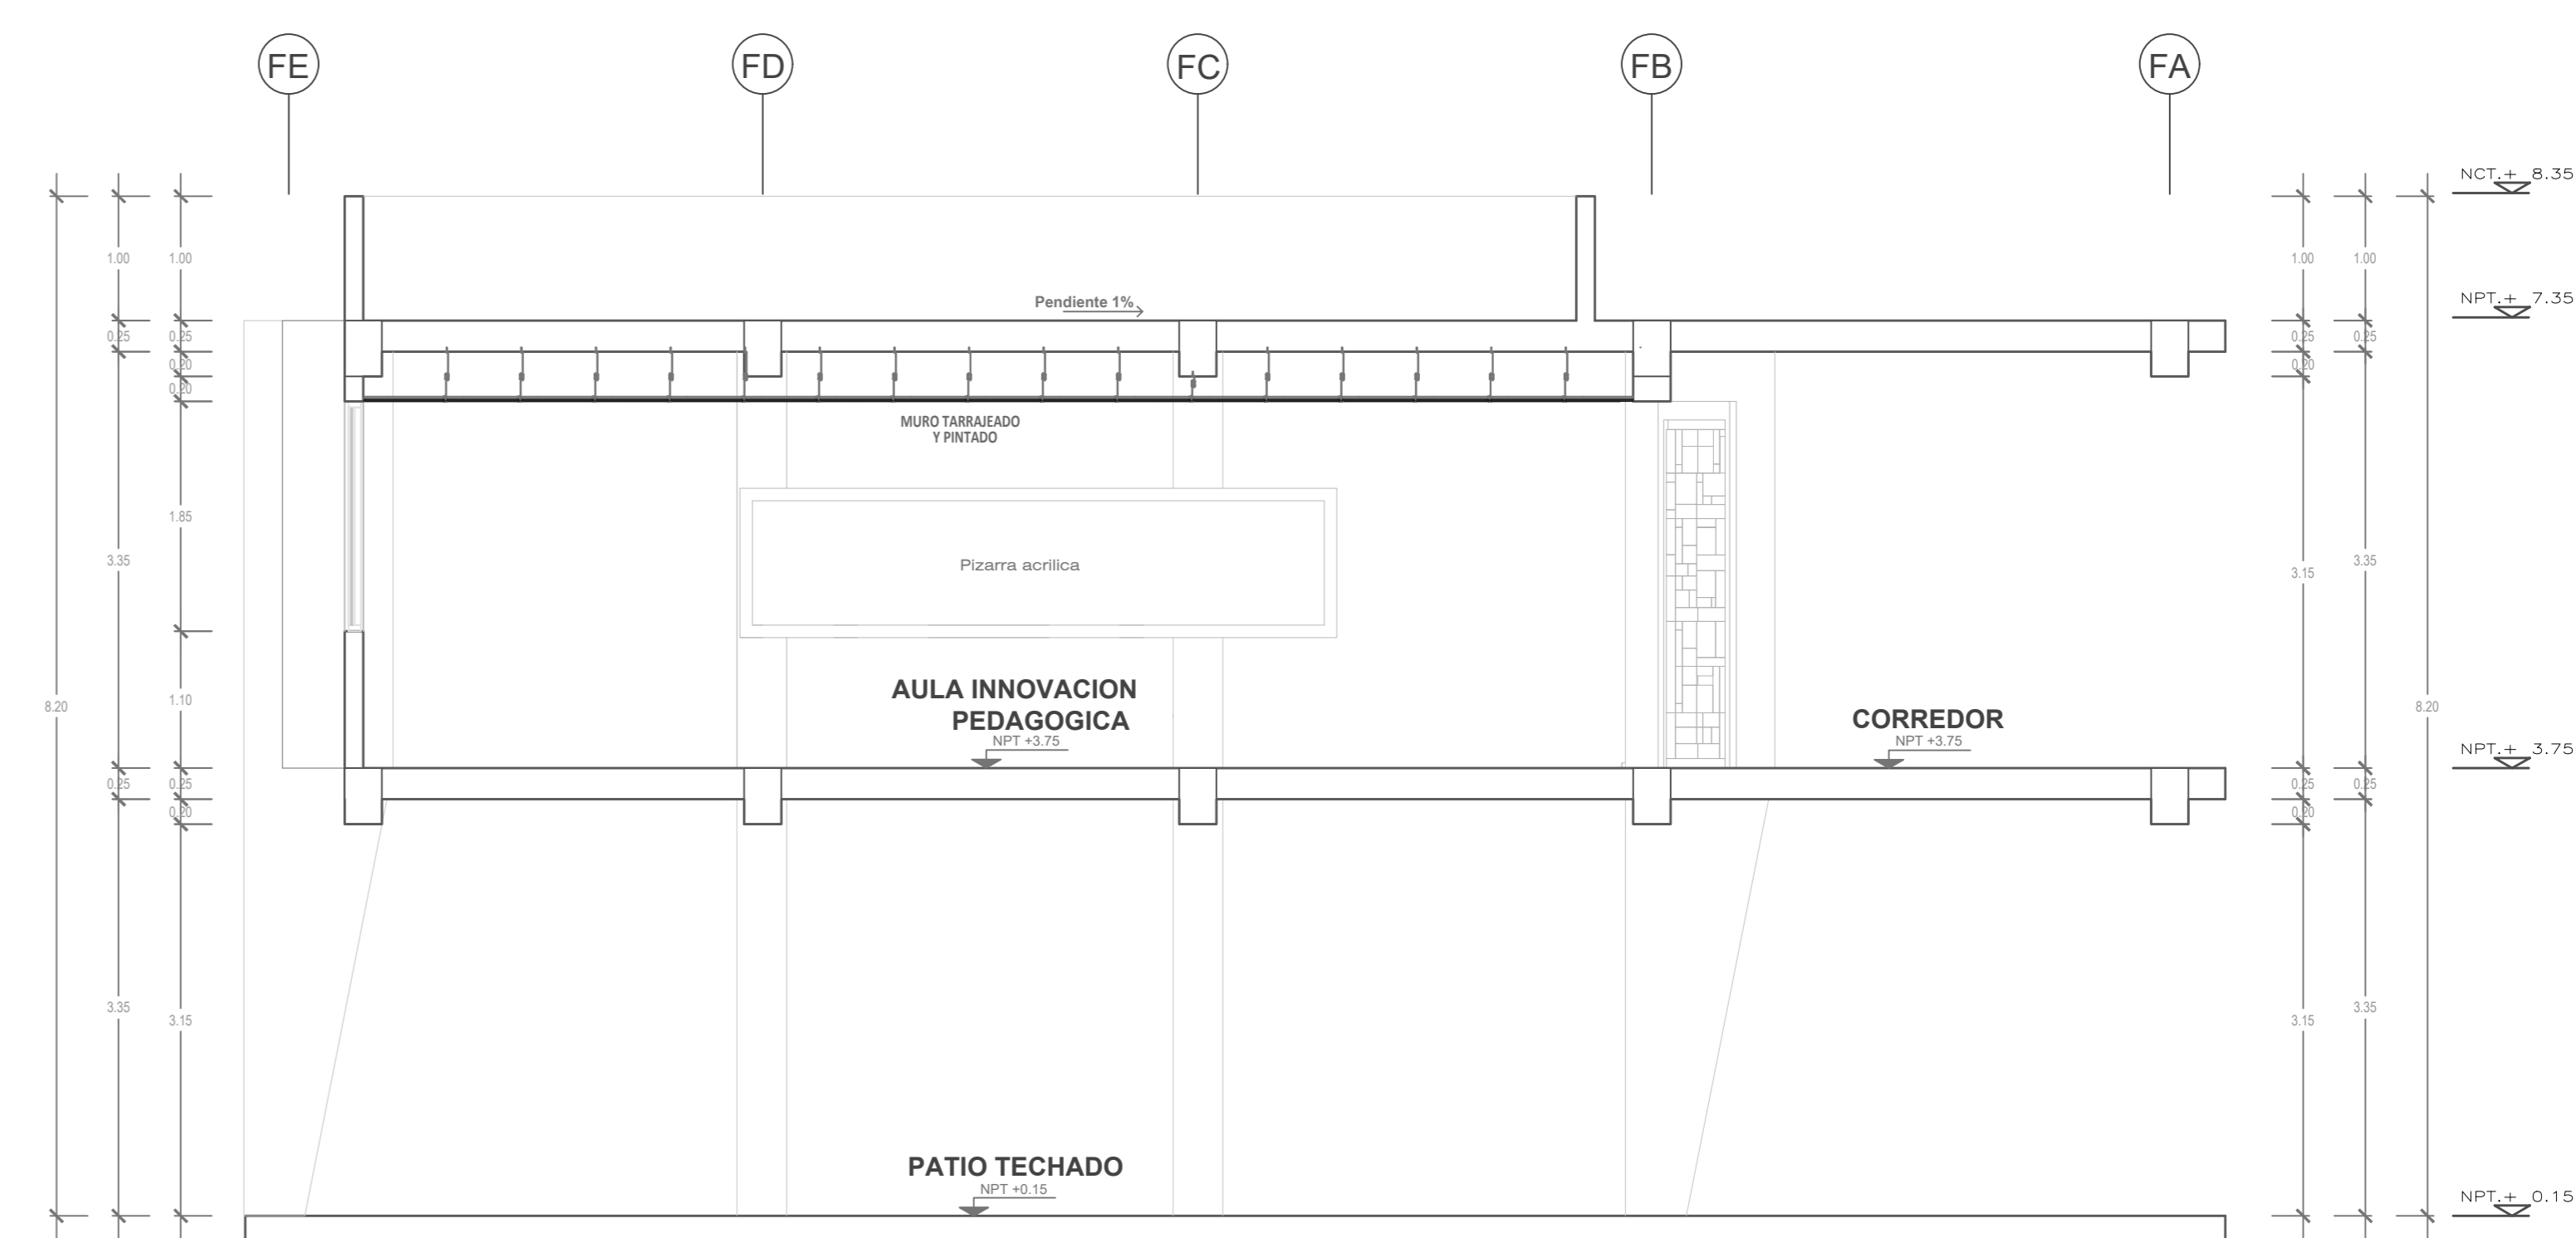 FE
FD
FC
FB
FA
NCT.+ 8.35
1.00
1.00
1.00
1.00
Pendiente 1%
NPT.+ 7.35
0.25
0.25
0.25
0.25
0.20
0.20
0.20
MURO TARRAJEADO
Y PINTADO
1.85
3.35
Pizarra acrilica
3.15
3.35
8.20
1.10
AULA INNOVACION
PEDAGOGICA
NPT +3.75
CORREDOR
NPT +3.75
8.20
NPT.+ 3.75
0.25
0.25
0.25
0.25
0.20
0.20
3.35
3.15
3.15
3.35
PATIO TECHADO
NPT +0.15
NPT.+ 0.15